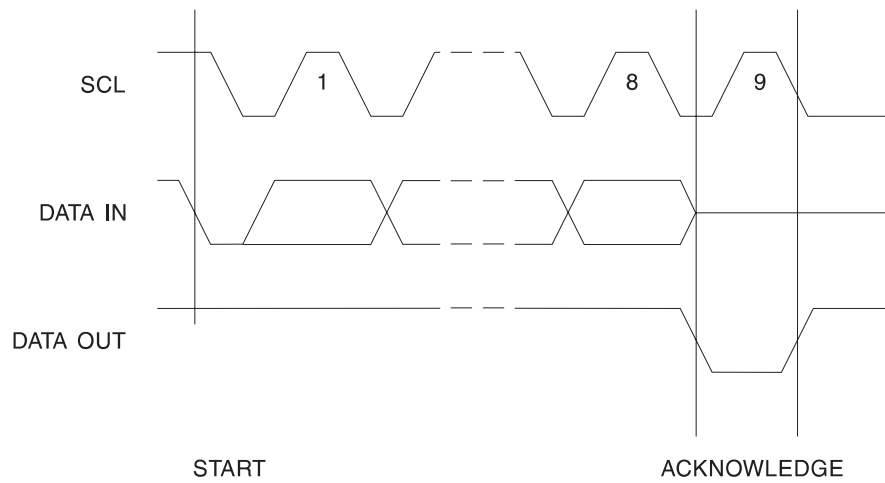 SCL
1
8
9
DATA IN
DATA OUT
START
ACKNOWLEDGE